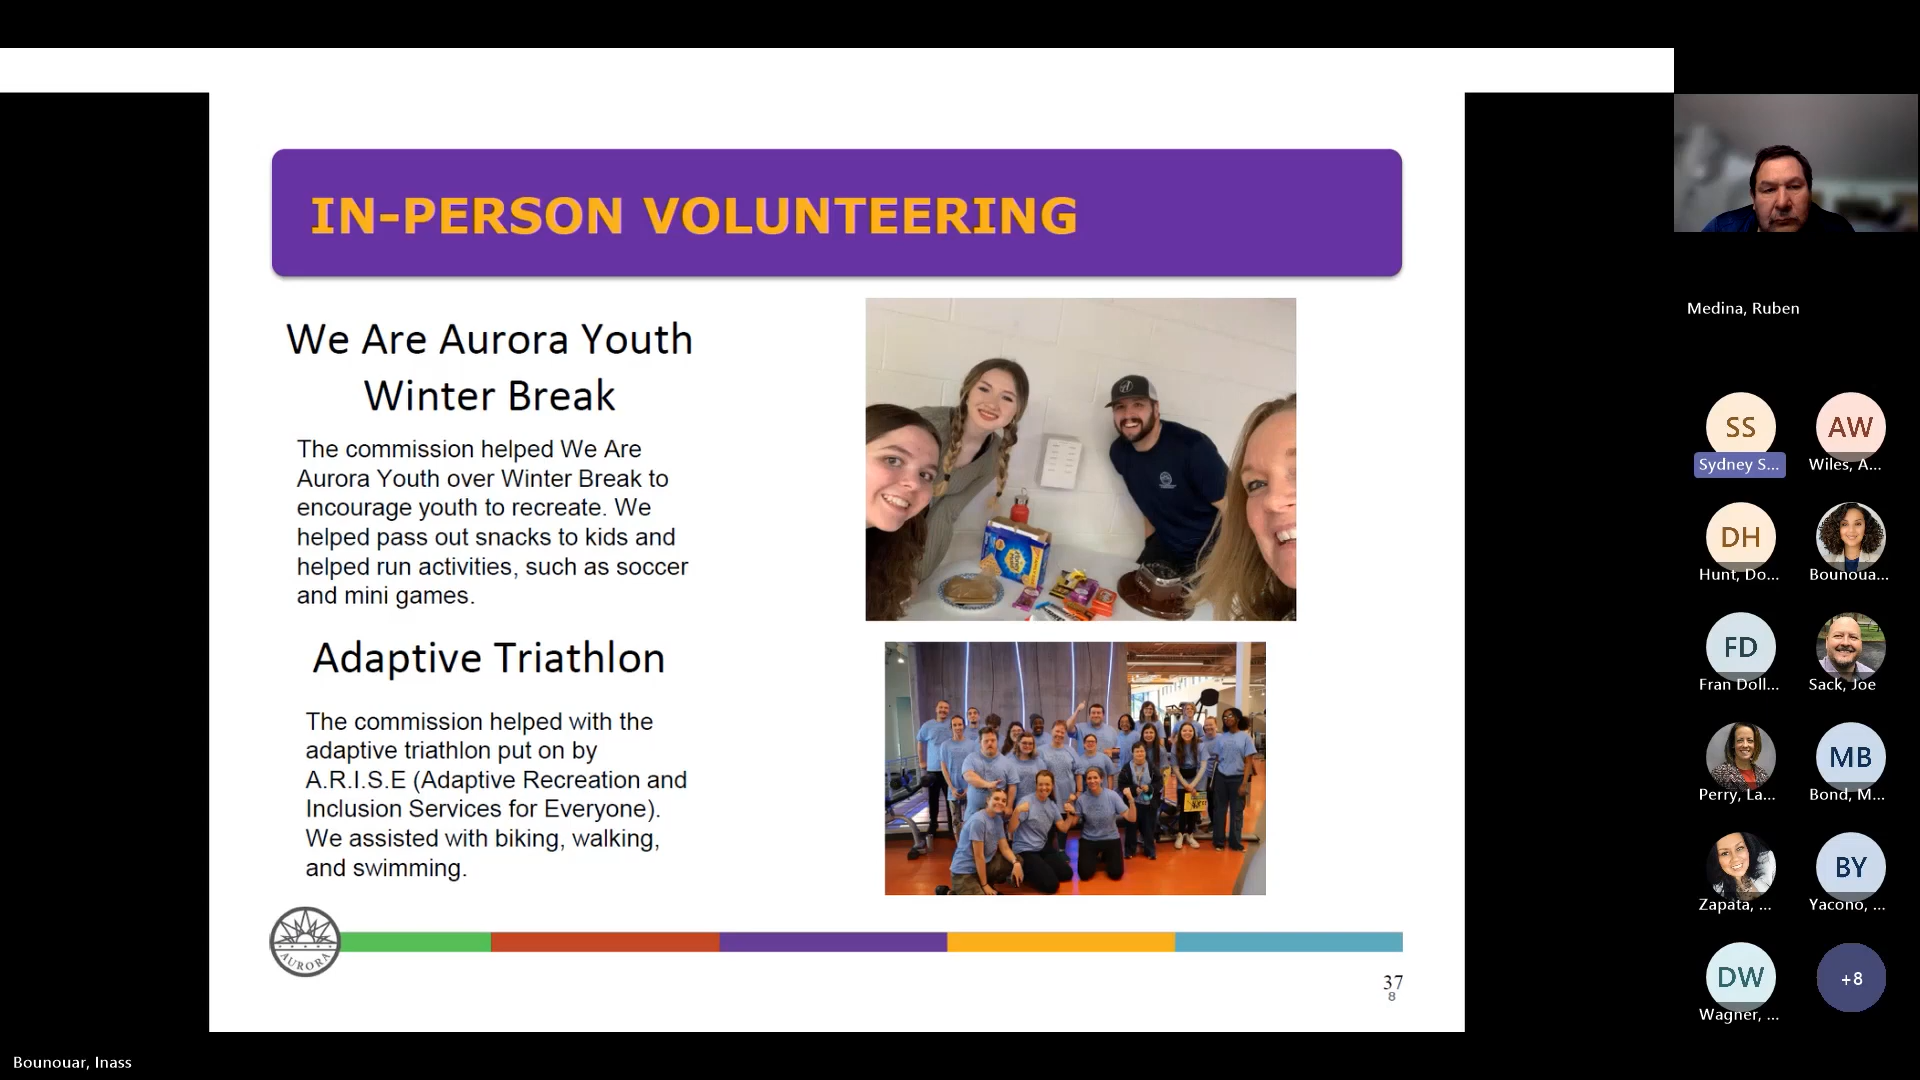 IN-PERSON VOLUNTEERING
We Are Aurora Youth
Winter Break
The commission helped We Are
Aurora Youth over Winter Break to
encourage youth to recreate. We
helped pass out snacks to kids and
helped run activities, such as soccer
and mini games.
Adaptive Triathlon
The commission helped with the
adaptive triathlon put on by
A.R.I.S.E (Adaptive Recreation and
Inclusion Services for Everyone).
We assisted with biking, walking,
and swimming.
AURORA
37
8
Medina, Ruben
SS
AW
Sydney S...
Wiles, A...
DH
Hunt, Do...
Bounoua...
FD
Fran Doll...
Sack, Joe
MB
Perry, La...
Bond, M...
BY
Zapata, ...
Yacono, ...
DW
+8
Wagner, ...
Bounouar, Inass